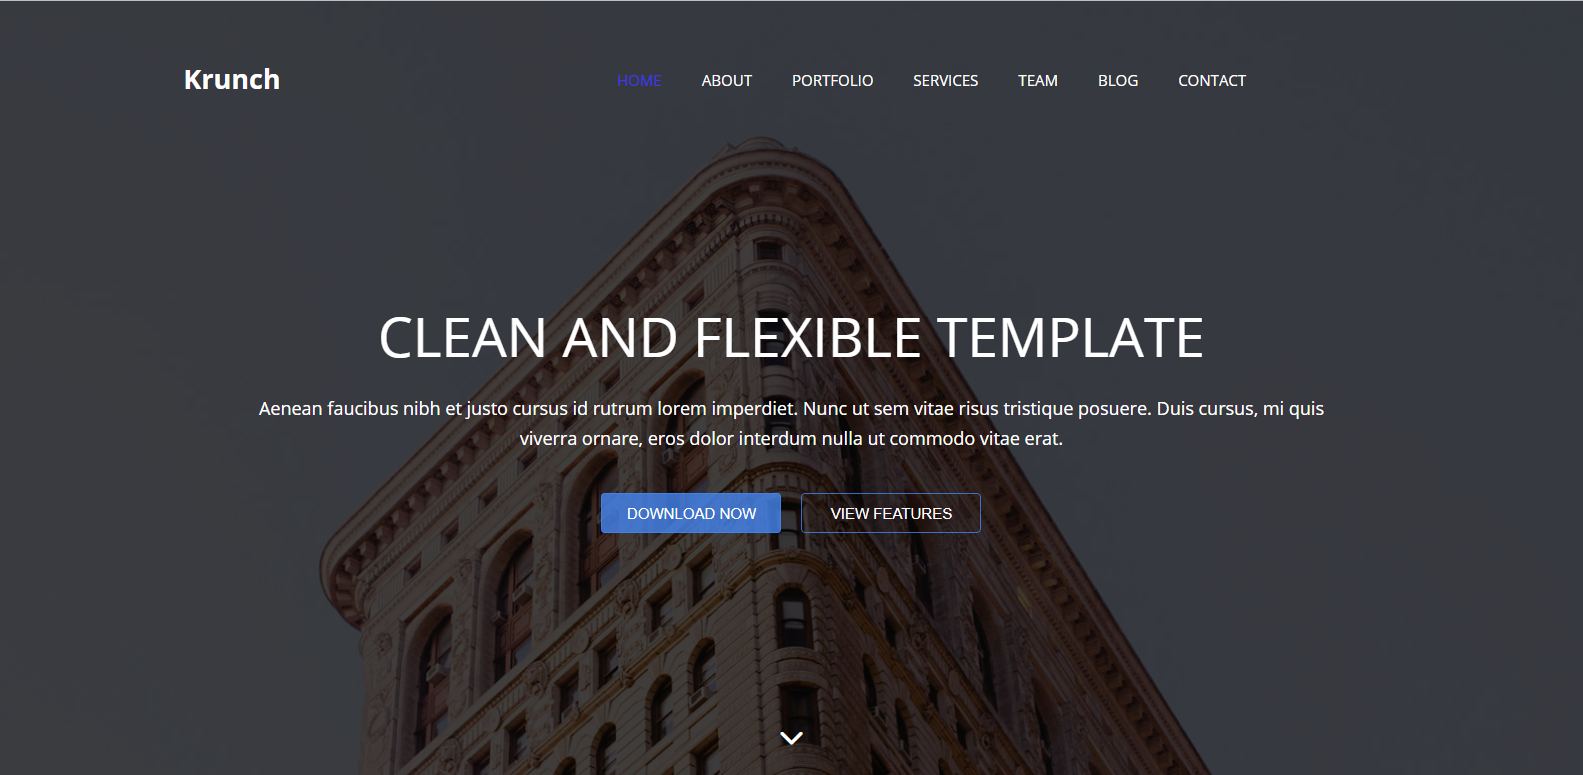 Krunch
HOME ABOUT PORTFOLIO SERVICES TEAM BLOG CONTACT
CLEAN AND FLEXIBLE TEMPLATE
Aenean faucibus nibh et justo cursus id rutrum lorem imperdiet. Nunc ut sem vitae risus tristique posuere. Duis cursus, mi quis
viverra ornare, eros dolor interdum nulla ut commodo vitae erat.
DOWNLOAD NOW
VIEW FEATURES